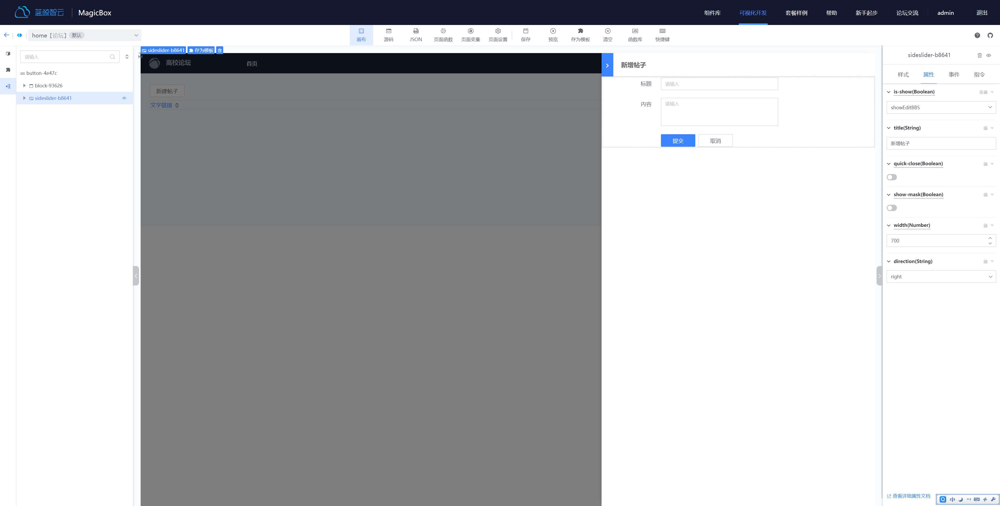 蓝鲸智云
MagicBox
组件库
可视化开发
套餐样例
帮助
新手起步
论坛交流
admin
退出
home【论坛】 默认
画布
源码
JSON
页面函数
页面变量
页面设置
保存
预览
存为模板
清空
函数库
快捷键
请输入
button-4e47c
block-93626
sideslider-b8641
sideslider-b8641 存为模板
高校论坛
首页
新建帖子
文字链接 0
新增帖子
标题 请输入
内容 请输入
提交 取消
sideslider-b8641
样式 属性 事件 指令
is-show(Boolean) 变量
showEditBBS
title(String) 值
新增帖子
quick-close(Boolean) 值
show-mask(Boolean) 值
width(Number) 值
700
direction(String) 值
right
查看详细属性文档
中